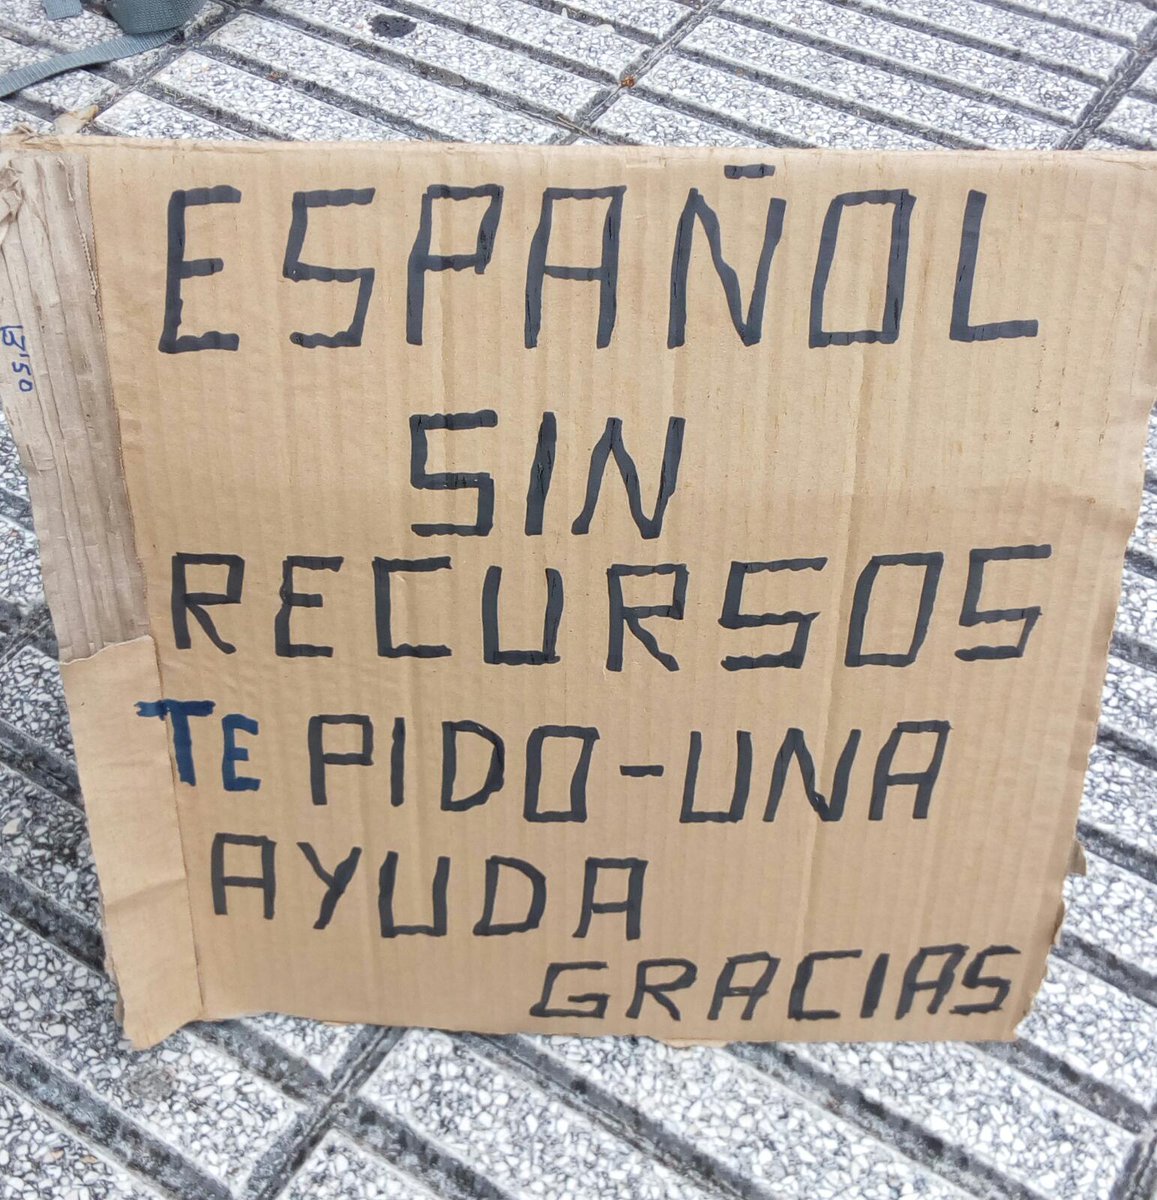 ESPAÑOL
SIN
RECURSOS
TE PIDO-UNA
AYUDA
GRACIAS